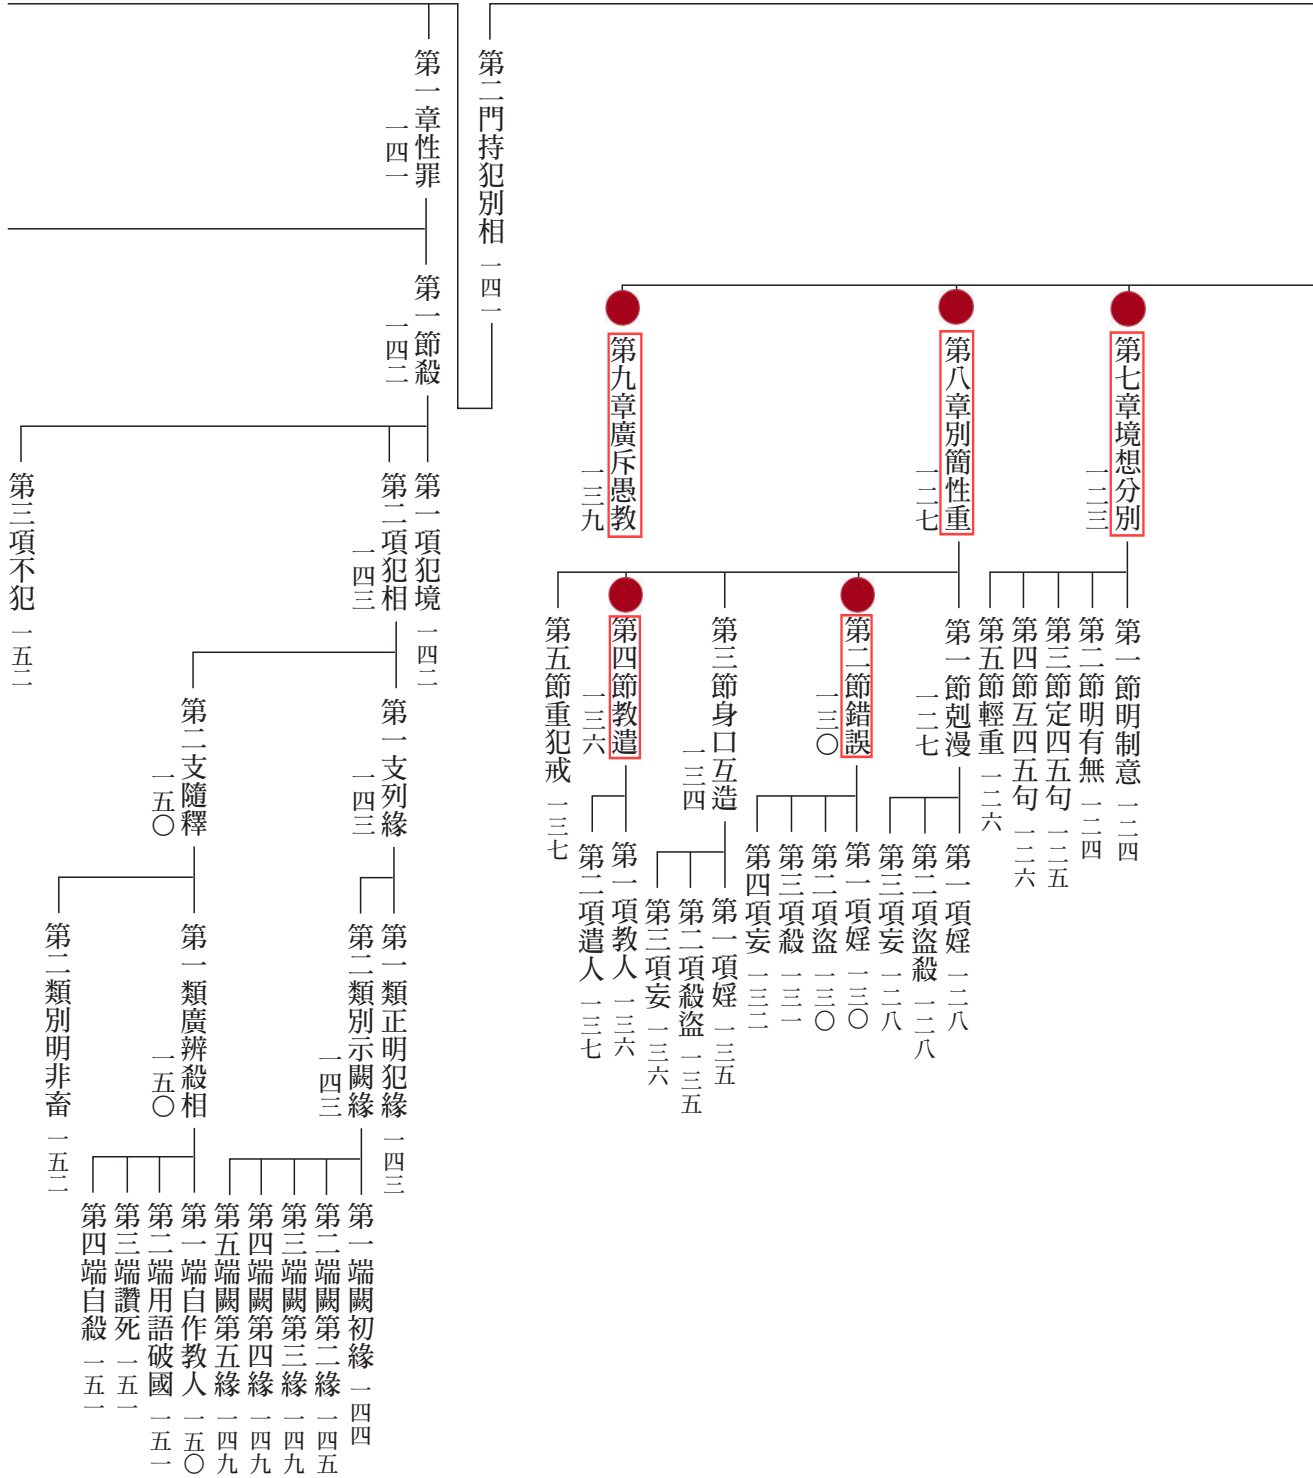 第七章境想分別
一二三
第一節明制意 一二四
第二節明有無 一二四
第三節定四五句 一二五
第四節互四五句 一二六
第五節輕重 一二六
第八章別簡性重
一二七
第一節剋漫
一二七
第一項婬 一二八
第二項盜殺 一二八
第三項妄 一二八
第二節錯誤
一三〇
第一項婬 一三〇
第二項盜 一三〇
第三項殺 一三一
第四項妄 一三二
第三節身口互造
一三四
第一項婬 一三五
第二項殺盜 一三五
第三項妄 一三六
第四節教遣
一三六
第一項教人 一三六
第二項遣人 一三七
第五節重犯戒 一三七
第九章廣斥愚教
一三九
第二門持犯別相 一四一
第一章性罪
一四一
第一節殺
一四二
第一項犯境 一四二
第二項犯相
一四三
第一支列緣
一四三
第一類正明犯緣 一四三
第二類別示闕緣
一四三
第一端闕初緣 一四四
第二端闕第二緣 一四五
第三端闕第三緣 一四九
第四端闕第四緣 一四九
第五端闕第五緣 一四九
第二支隨釋
一五〇
第一類廣辨殺相
一五〇
第一端自作教人 一五〇
第二端用語破國 一五一
第三端讚死 一五一
第四端自殺 一五一
第二類別明非畜 一五二
第三項不犯 一五二